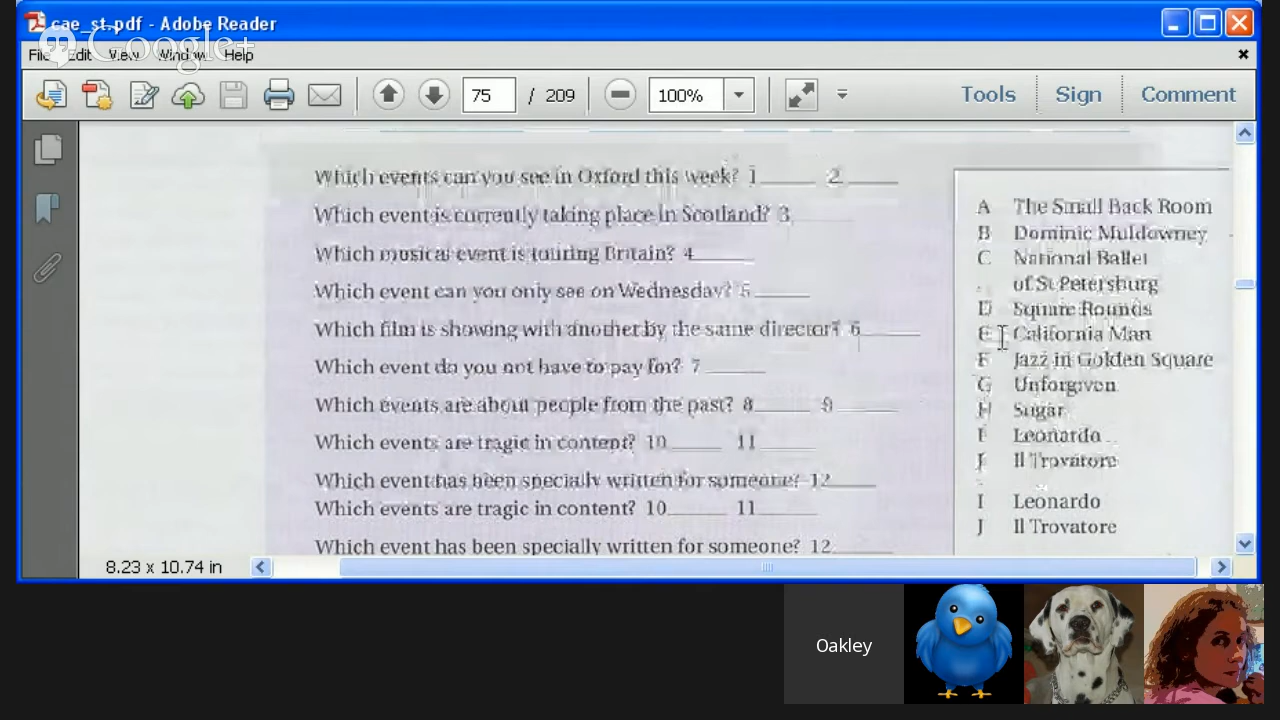 cae_st.pdf - Adobe Reader
Google+
File Edit View Window Help
75 / 209 100% Tools Sign Comment
Which events can you see in Oxford this week? 1 2
Which event is currently taking place in Scotland? 3
Which musical event is touring Britain? 4
Which event can you only see on Wednesday? 5
Which film is showing with another by the same director? 6
Which event do you not have to pay for? 7
Which events are about people from the past? 8 9
Which events are tragic in content? 10 11
Which event has been specially written for someone? 12
Which events are tragic in content? 10 11
Which event has been specially written for someone? 12
A The Small Back Room
B Dominic Muldowney
C National Ballet
of St Petersburg
D Square Rounds
E California Man
F Jazz in Golden Square
G Unforgiven
H Sugar
I Leonardo
J Il Trovatore
I Leonardo
J Il Trovatore
8.23 x 10.74 in
Oakley